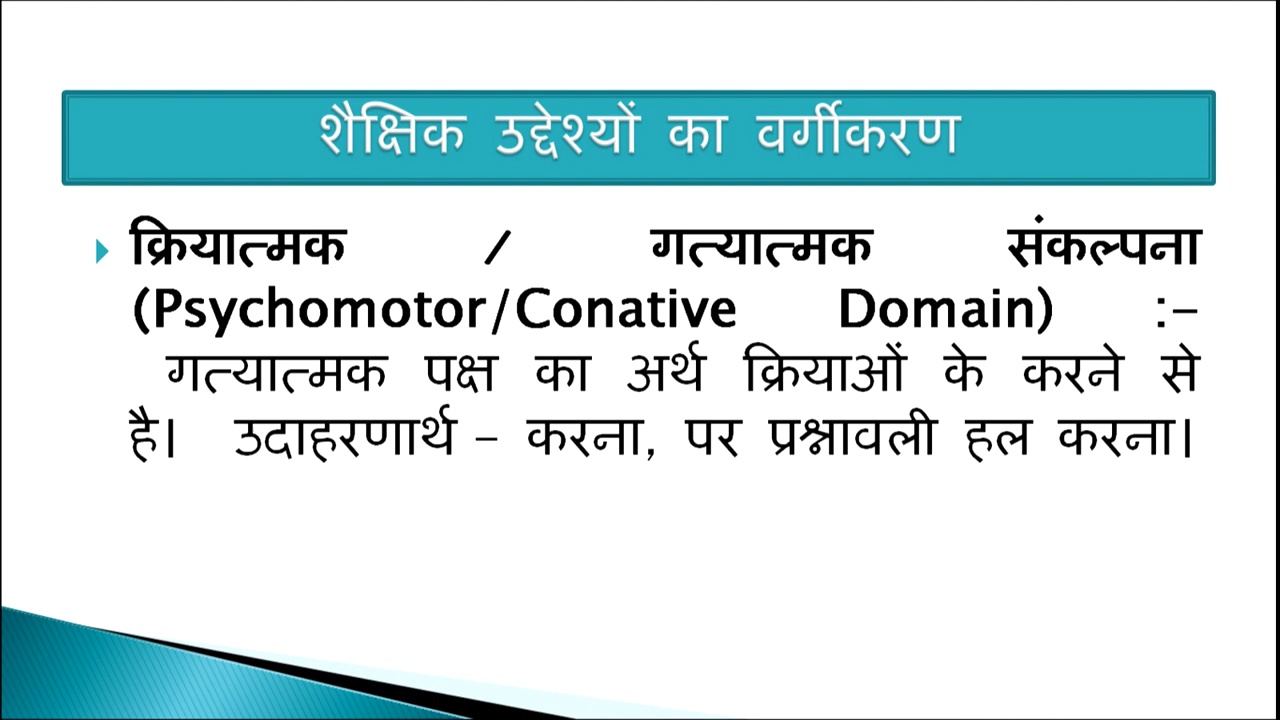 शैक्षिक उद्देश्यों का वर्गीकरण
क्रियात्मक / गत्यात्मक संकल्पना
(Psychomotor/Conative Domain) :-
गत्यात्मक पक्ष का अर्थ क्रियाओं के करने से
है। उदाहरणार्थ - करना, पर प्रश्नावली हल करना।